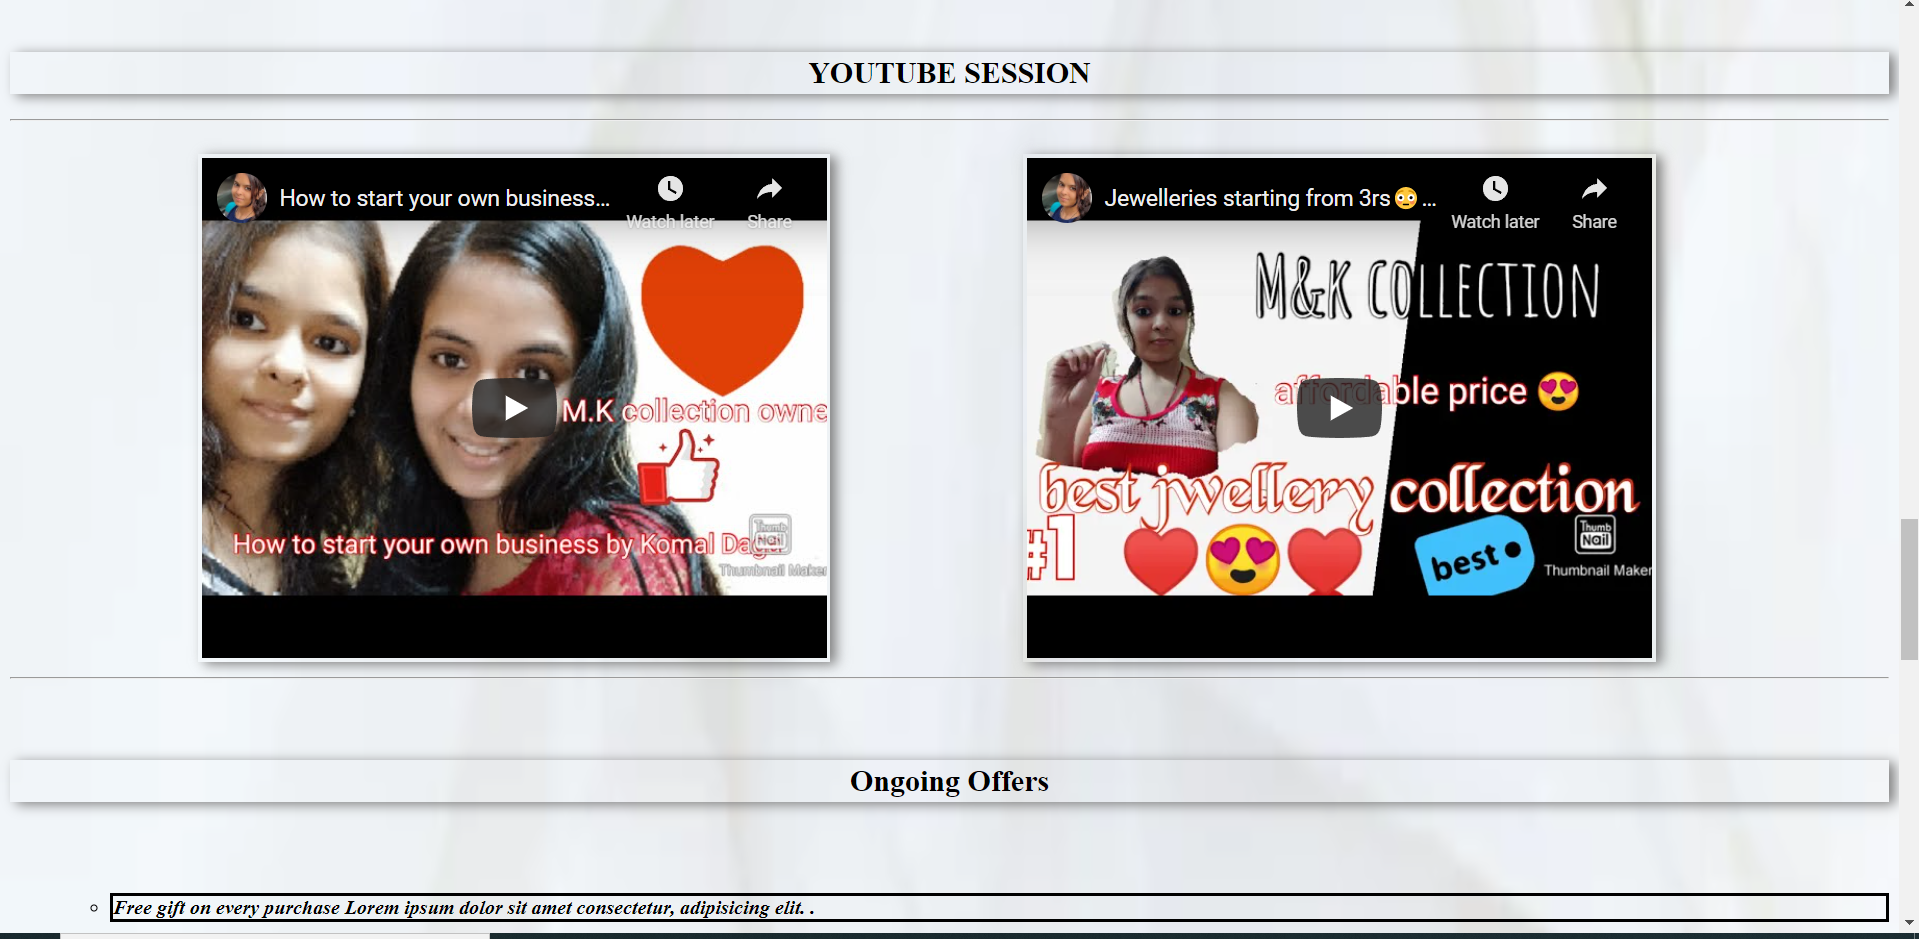 YOUTUBE SESSION
How to start your own business...
Watch later
Share
M.K collection owne
How to start your own business by Komal
Thumb
Nail
Thumbnail Maker
Jewelleries starting from 3rs😳...
Watch later
Share
M&K COLLECTION
affordable price 😍
best jwellery collection
#1
best
Thumb
Nail
Thumbnail Maker
Ongoing Offers
Free gift on every purchase Lorem ipsum dolor sit amet consectetur, adipisicing elit. .